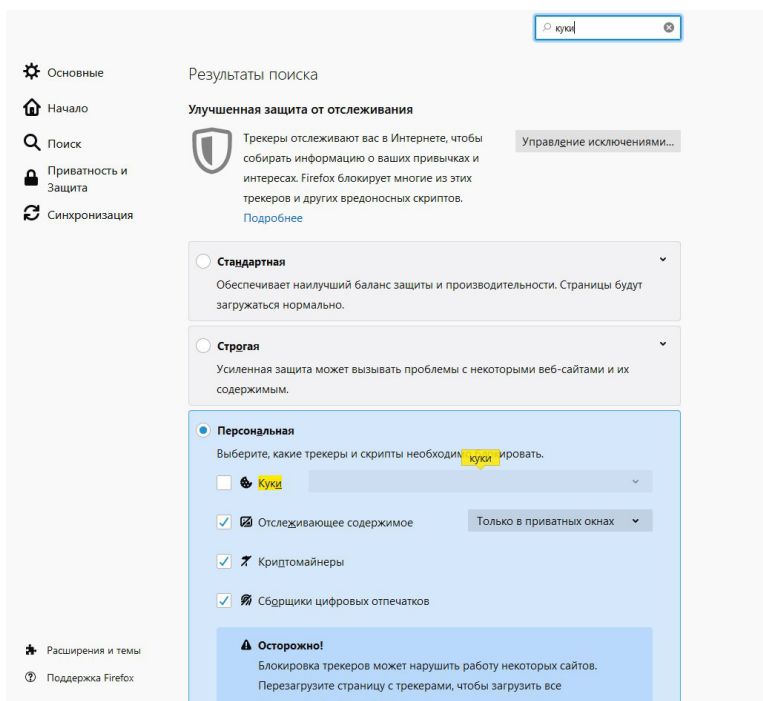 куки
Основные
Начало
Поиск
Приватность и
Защита
Синхронизация
Расширения и темы
Поддержка Firefox
Результаты поиска
Улучшенная защита от отслеживания
Трекеры отслеживают вас в Интернете, чтобы
собирать информацию о ваших привычках и
интересах. Firefox блокирует многие из этих
трекеров и других вредоносных скриптов.
Подробнее
Управление исключениями...
Стандартная
Обеспечивает наилучший баланс защиты и производительности. Страницы будут
загружаться нормально.
Строгая
Усиленная защита может вызывать проблемы с некоторыми веб-сайтами и их
содержимым.
Персональная
Выберите, какие трекеры и скрипты необходимо блокировать.
куки
Куки
Отслеживающее содержимое
Только в приватных окнах
Криптомайнеры
Сборщики цифровых отпечатков
Осторожно!
Блокировка трекеров может нарушить работу некоторых сайтов.
Перезагрузите страницу с трекерами, чтобы загрузить все